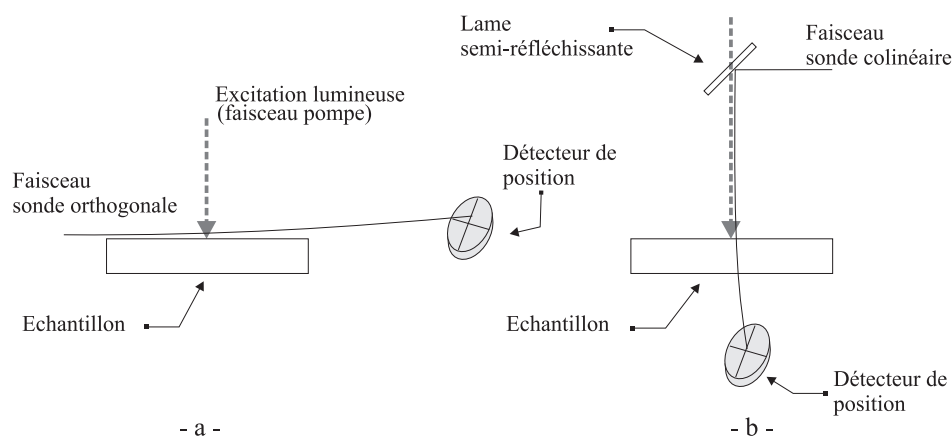 Excitation lumineuse
(faisceau pompe)
Faisceau
sonde orthogonale
Détecteur de
position
Echantillon
- a -
Lame
semi-réfléchissante
Faisceau
sonde colinéaire
Echantillon
Détecteur de
position
- b -